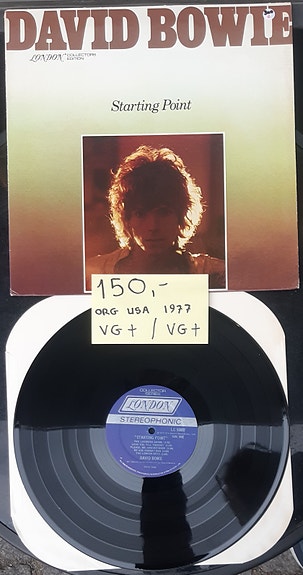 DAVID BOWIE
LONDON COLLECTORS
EDITION
Starting Point
150,-
ORG USA 1977
VG+ / VG+
LONDON
STEREOPHONIC
"STARTING POINT"
DAVID BOWIE